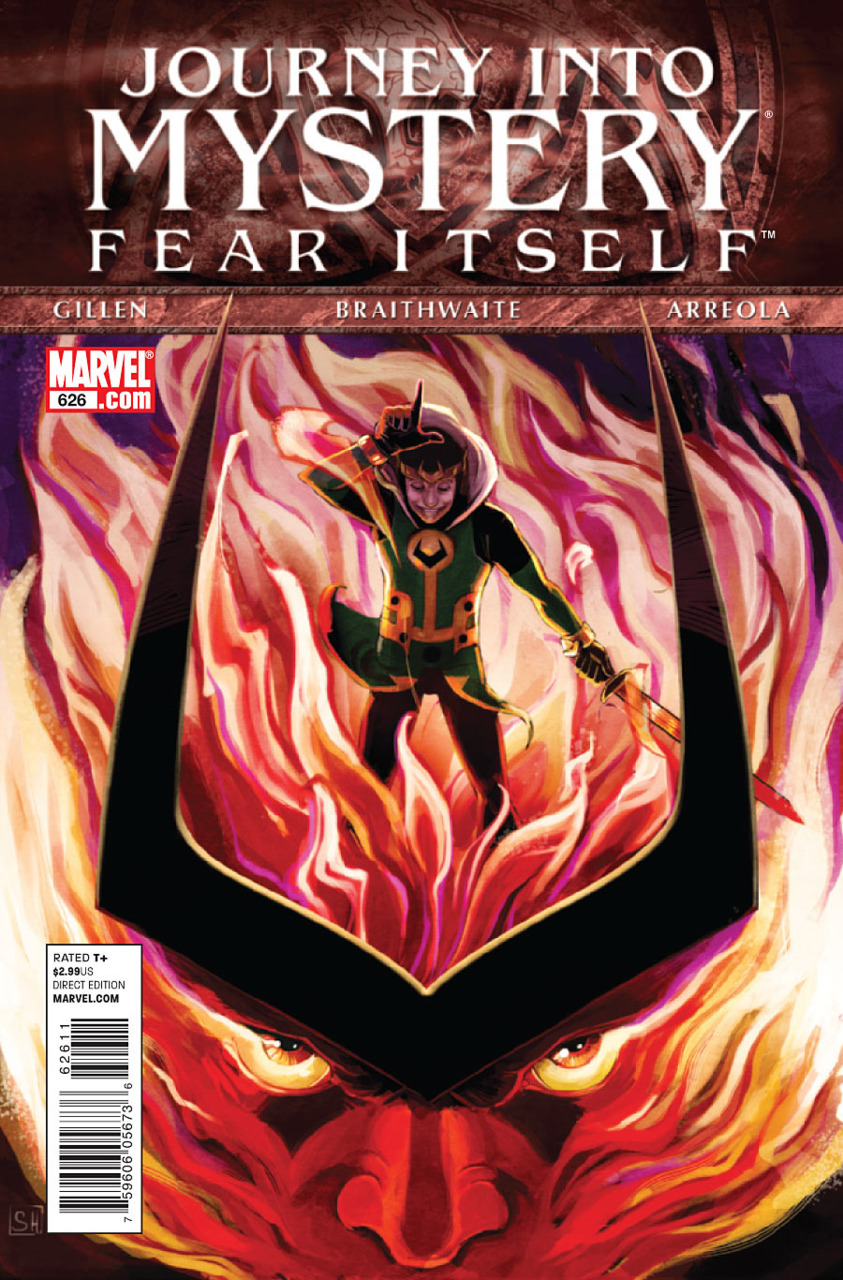 JOURNEY INTO
MYSTERY®
FEAR ITSELF™
GILLEN BRAITHWAITE ARREOLA
MARVEL®
626 .COM
RATED T+
$2.99US
DIRECT EDITION
MARVEL.COM
62611
7 59606 05673 6
SH